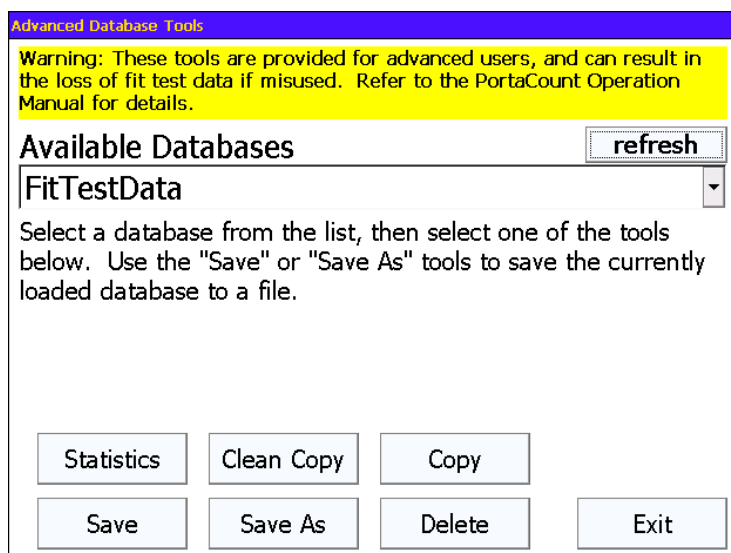 Advanced Database Tools
Warning: These tools are provided for advanced users, and can result in
the loss of fit test data if misused.  Refer to the PortaCount Operation
Manual for details.
Available Databases
refresh
FitTestData
Select a database from the list, then select one of the tools
below.  Use the "Save" or "Save As" tools to save the currently
loaded database to a file.
Statistics
Clean Copy
Copy
Save
Save As
Delete
Exit